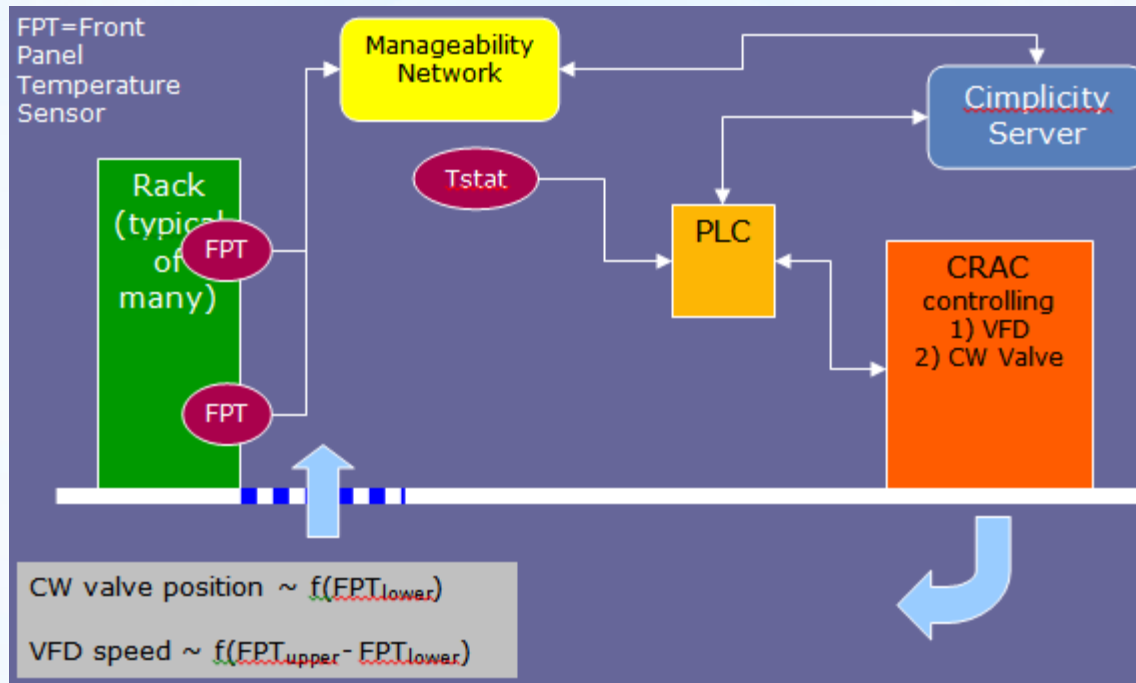 FPT=Front
Panel
Temperature
Sensor
Manageability
Network
Cimplicity
Server
Tstat
Rack
(typical
of
many)
FPT
FPT
PLC
CRAC
controlling
1) VFD
2) CW Valve
CW valve position ~ f(FPTlower)
VFD speed ~ f(FPTupper- FPTlower)